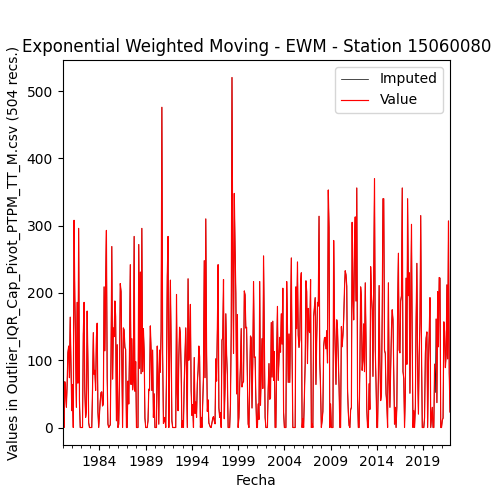 Exponential Weighted Moving - EWM - Station 15060080
Values in Outlier_IQR_Cap_Pivot_PTPM_TT_M.csv (504 recs.)
Imputed
Value
500
400
300
200
100
0
1984 1989 1994 1999 2004 2009 2014 2019
Fecha